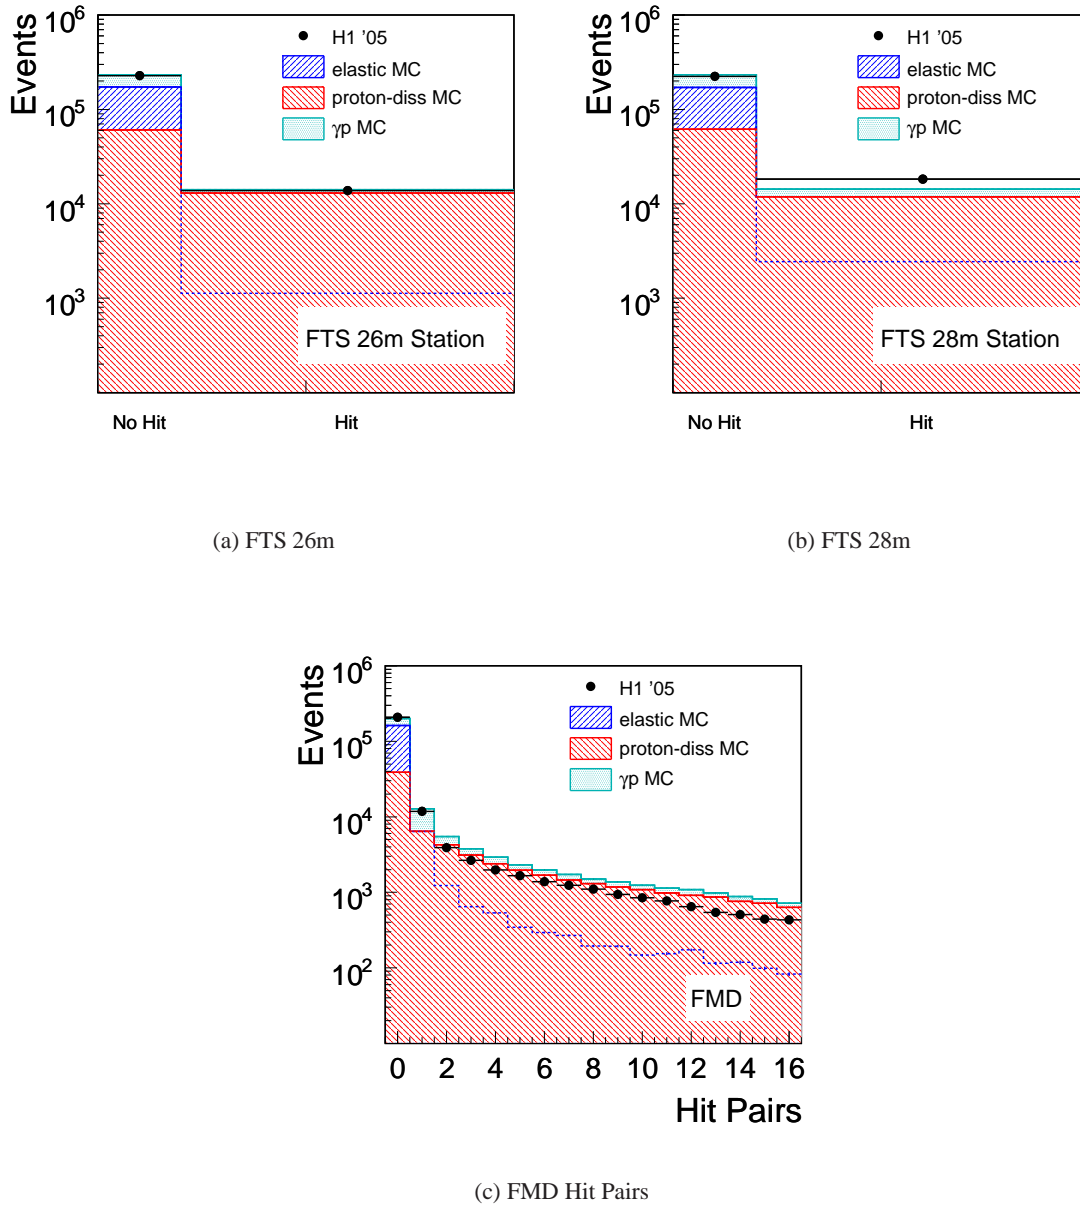 Events
10^6
10^5
10^4
10^3
H1 '05
elastic MC
proton-diss MC
γp MC
FTS 26m Station
No Hit
Hit
(a) FTS 26m
Events
10^6
10^5
10^4
10^3
H1 '05
elastic MC
proton-diss MC
γp MC
FTS 28m Station
No Hit
Hit
(b) FTS 28m
Events
10^6
10^5
10^4
10^3
10^2
H1 '05
elastic MC
proton-diss MC
γp MC
FMD
0 2 4 6 8 10 12 14 16
Hit Pairs
(c) FMD Hit Pairs